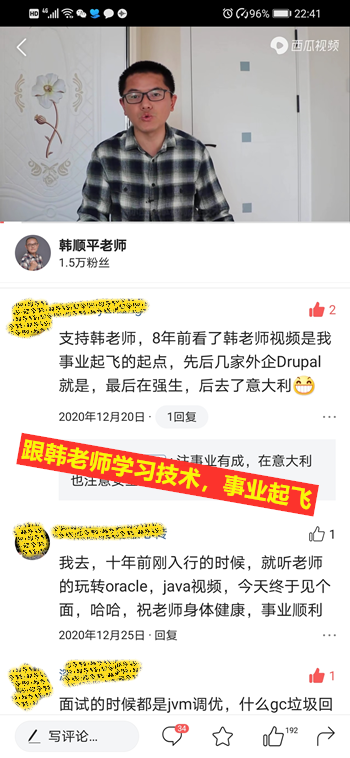 HD 4G 96% 22:41
西瓜视频
韩顺平老师
1.5万粉丝
2
支持韩老师，8年前看了韩老师视频是我
事业起飞的起点，先后几家外企Drupal
就是，最后在强生，后去了意大利
2020年12月20日 · 1回复
注事业有成，在意大利
跟韩老师学习技术，事业起飞
也注意安全
1
我去，十年前刚入行的时候，就听老师
的玩转oracle，java视频，今天终于见个
面，哈哈，祝老师身体健康，事业顺利
2020年12月25日 · 回复
1
面试的时候都是jvm调优，什么gc垃圾回
写评论...
34
192